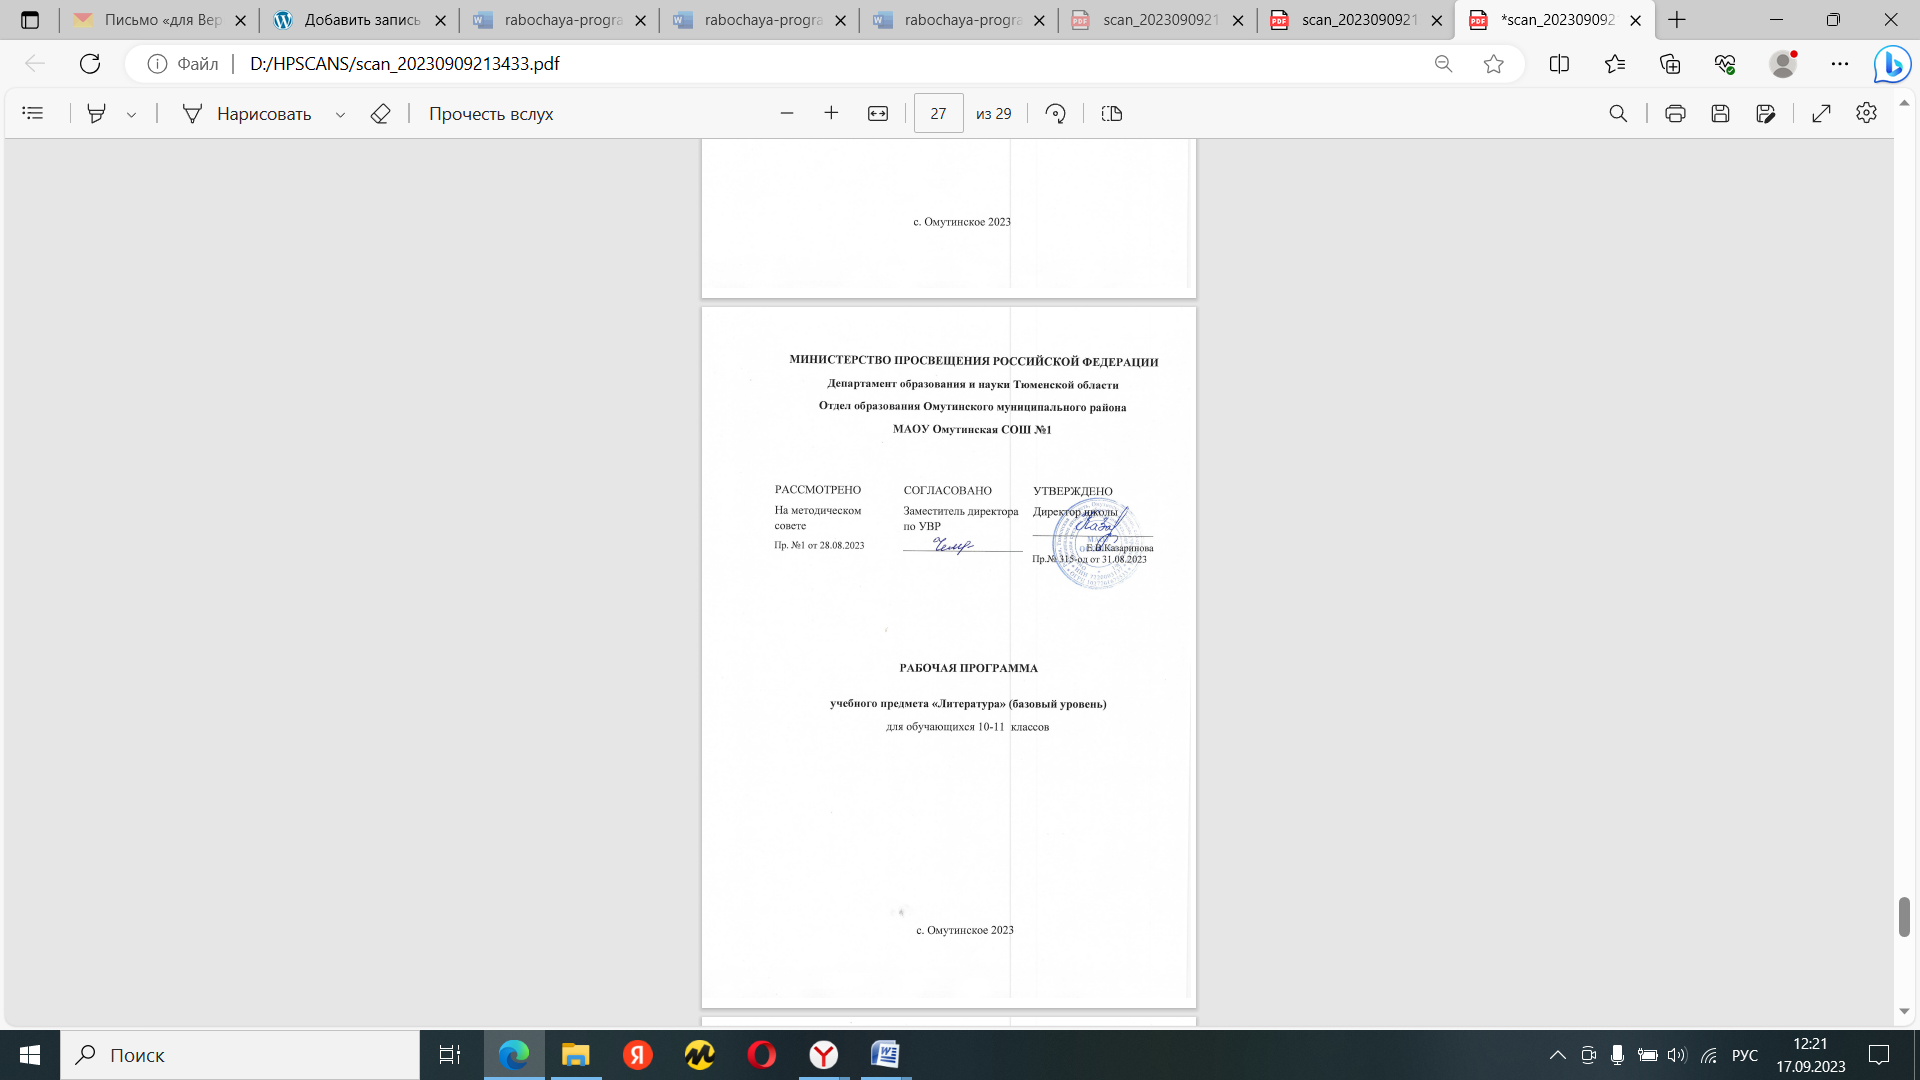 Письмо «для Вер
Добавить запись
rabochaya-progra
rabochaya-progra
rabochaya-progra
scan_2023090921
scan_2023090921
*scan_202309092
Файл
D:/HPSCANS/scan_20230909213433.pdf
Нарисовать
Прочесть вслух
27
из 29
с. Омутинское 2023
МИНИСТЕРСТВО ПРОСВЕЩЕНИЯ РОССИЙСКОЙ ФЕДЕРАЦИИ
Департамент образования и науки Тюменской области
Отдел образования Омутинского муниципального района
МАОУ Омутинская СОШ №1
РАССМОТРЕНО
На методическом
совете
Пр. №1 от 28.08.2023
СОГЛАСОВАНО
Заместитель директора
по УВР
УТВЕРЖДЕНО
Директор школы
Е.В.Казаринова
Пр.№ 315-од от 31.08.2023
РАБОЧАЯ ПРОГРАММА
учебного предмета «Литература» (базовый уровень)
для обучающихся 10-11 классов
с. Омутинское 2023
Поиск
РУС
12:21
17.09.2023